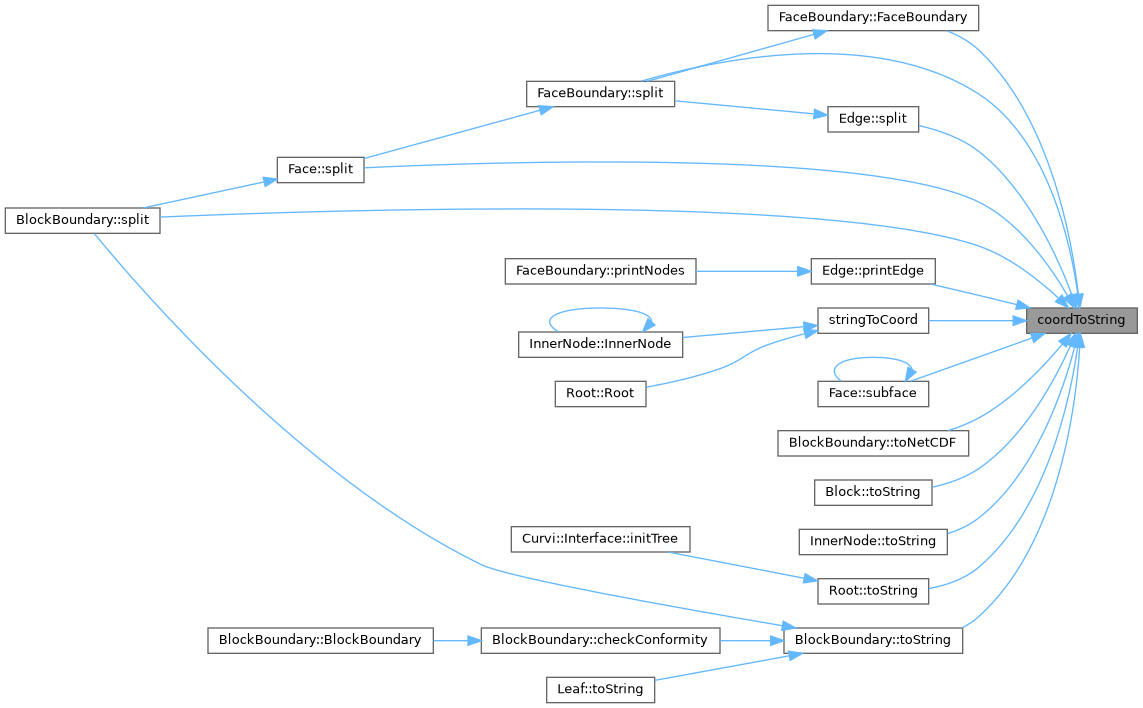 FaceBoundary::FaceBoundary
FaceBoundary::split
Edge::split
Face::split
BlockBoundary::split
FaceBoundary::printNodes
Edge::printEdge
coordToString
stringToCoord
InnerNode::InnerNode
Root::Root
Face::subface
BlockBoundary::toNetCDF
Block::toString
Curvi::Interface::initTree
InnerNode::toString
Root::toString
BlockBoundary::BlockBoundary
BlockBoundary::checkConformity
BlockBoundary::toString
Leaf::toString